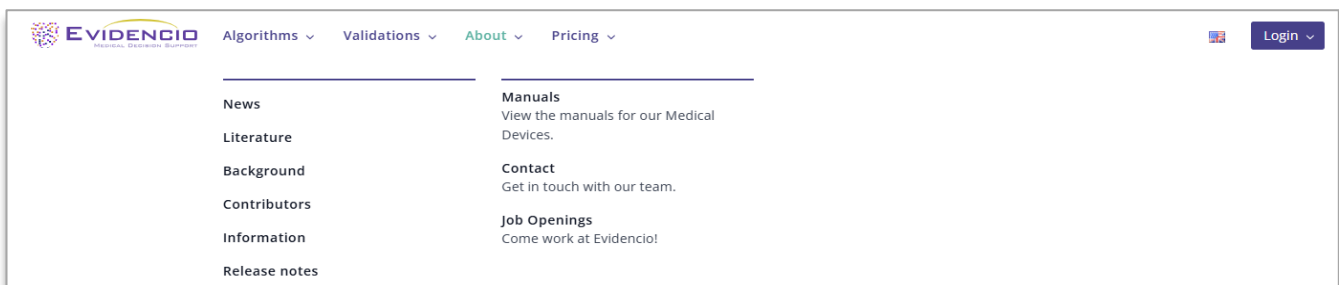 EVIDENCIO
MEDICAL DECISION SUPPORT
Algorithms
Validations
About
Pricing
Login
News
Literature
Background
Contributors
Information
Release notes
Manuals
View the manuals for our Medical
Devices.
Contact
Get in touch with our team.
Job Openings
Come work at Evidencio!